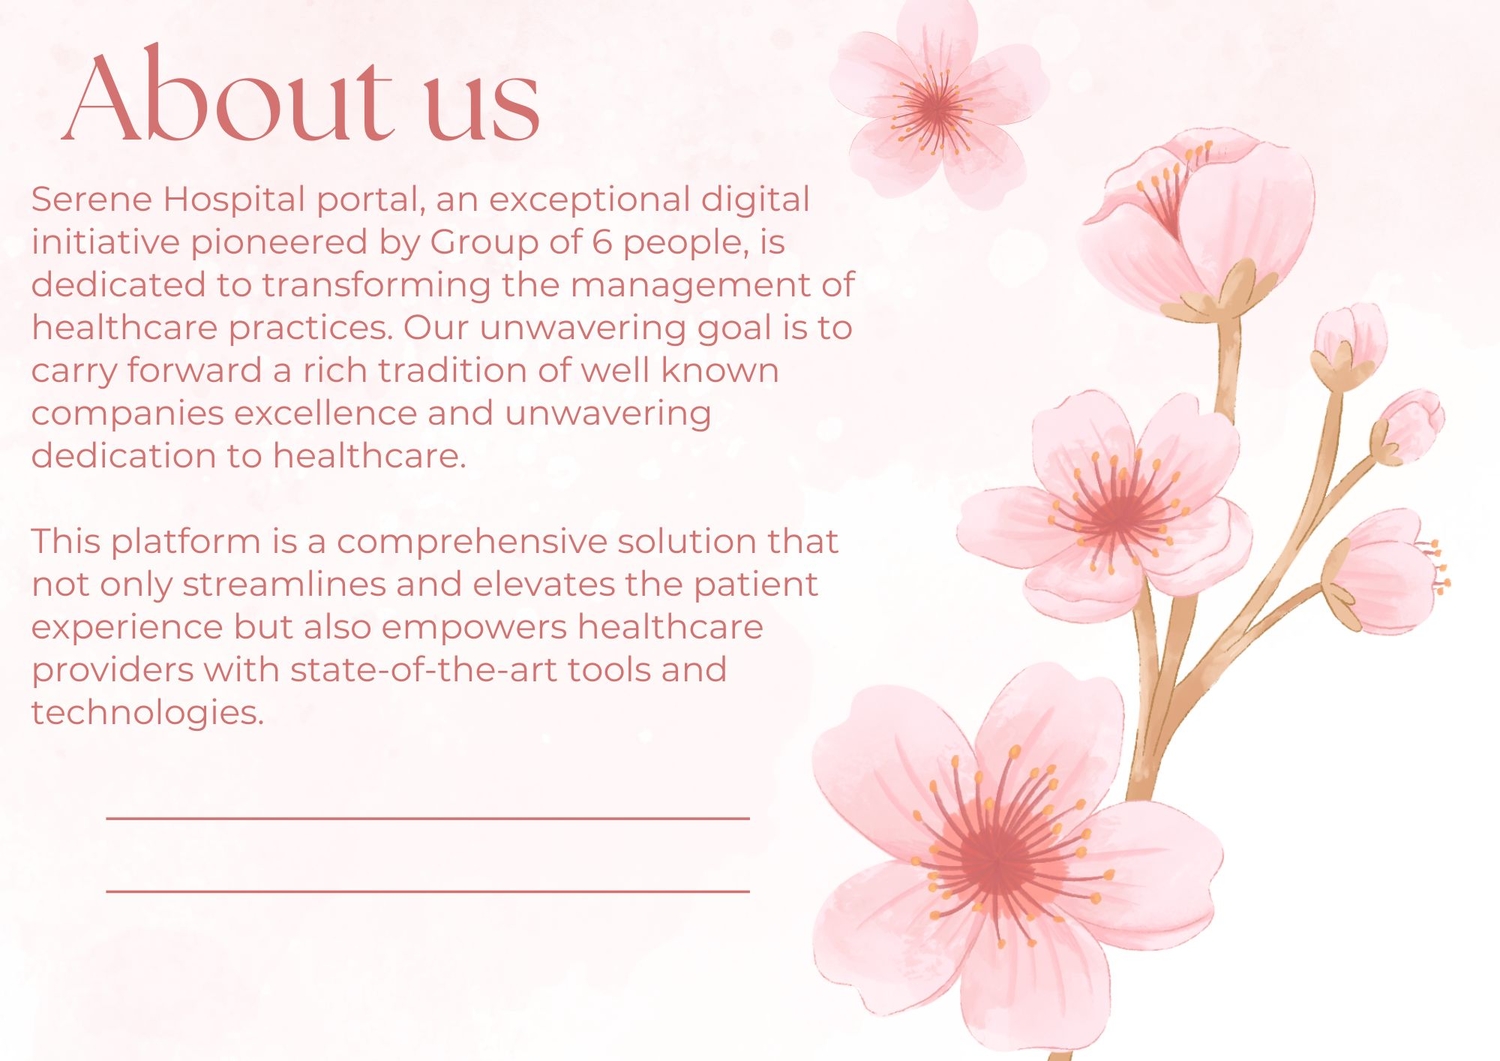 About us
Serene Hospital portal, an exceptional digital
initiative pioneered by Group of 6 people, is
dedicated to transforming the management of
healthcare practices. Our unwavering goal is to
carry forward a rich tradition of well known
companies excellence and unwavering
dedication to healthcare.
This platform is a comprehensive solution that
not only streamlines and elevates the patient
experience but also empowers healthcare
providers with state-of-the-art tools and
technologies.